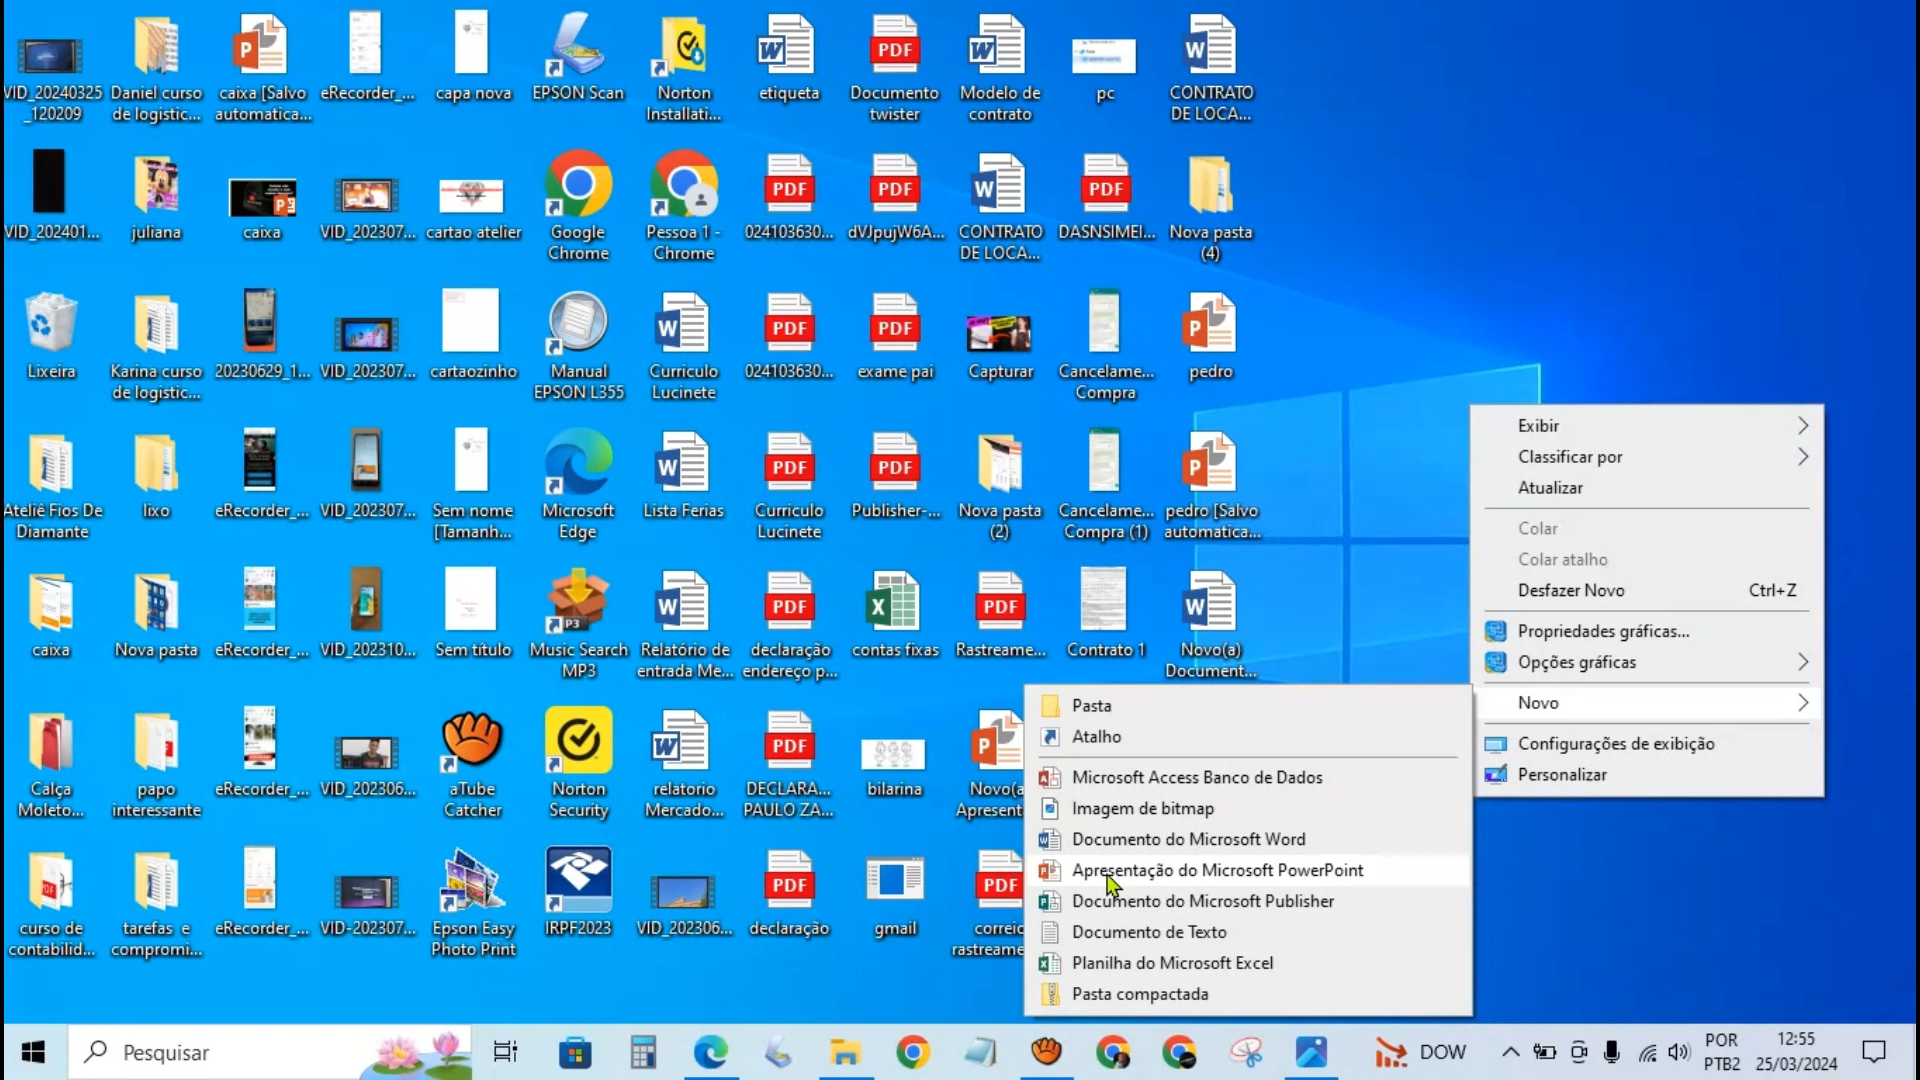 VID_20240325
_120209
Daniel curso
de logistic...
caixa [Salvo
automatica...
eRecorder_...
capa nova
EPSON Scan
Norton
Installati...
etiqueta
Documento
twister
Modelo de
contrato
pc
CONTRATO
DE LOCA...
VID_202401...
juliana
caixa
VID_202307...
cartao atelier
Google
Chrome
Pessoa 1 -
Chrome
024103630...
dVJpujW6A...
CONTRATO
DE LOCA...
DASNSIMEI...
Nova pasta
(4)
Lixeira
Karina curso
de logistic...
20230629_1...
VID_202307...
cartaozinho
Manual
EPSON L355
Curriculo
Lucinete
024103630...
exame pai
Capturar
Cancelame...
Compra
pedro
Ateliê Fios De
Diamante
lixo
eRecorder_...
VID_202307...
Sem nome
[Tamanh...
Microsoft
Edge
Lista Ferias
Curriculo
Lucinete
Publisher-...
Nova pasta
(2)
Cancelame...
Compra (1)
pedro [Salvo
automatica...
caixa
Nova pasta
eRecorder_...
VID_202310...
Sem título
Music Search
MP3
Relatório de
entrada Me...
declaração
endereço p...
contas fixas
Rastreame...
Contrato 1
Novo(a)
Document...
Calça
Moleto...
papo
interessante
eRecorder_...
VID_202306...
aTube
Catcher
Norton
Security
relatorio
Mercado...
DECLARA...
PAULO ZA...
bilarina
Novo(a
Apresent
curso de
contabilid...
tarefas e
compromi...
eRecorder_...
VID-202307...
Epson Easy
Photo Print
IRPF2023
VID_202306...
declaração
gmail
correio
rastreame
Exibir
Classificar por
Atualizar
Colar
Colar atalho
Desfazer Novo Ctrl+Z
Propriedades gráficas...
Opções gráficas
Novo
Configurações de exibição
Personalizar
Pasta
Atalho
Microsoft Access Banco de Dados
Imagem de bitmap
Documento do Microsoft Word
Apresentação do Microsoft PowerPoint
Documento do Microsoft Publisher
Documento de Texto
Planilha do Microsoft Excel
Pasta compactada
Pesquisar
DOW
POR
PTB2
12:55
25/03/2024